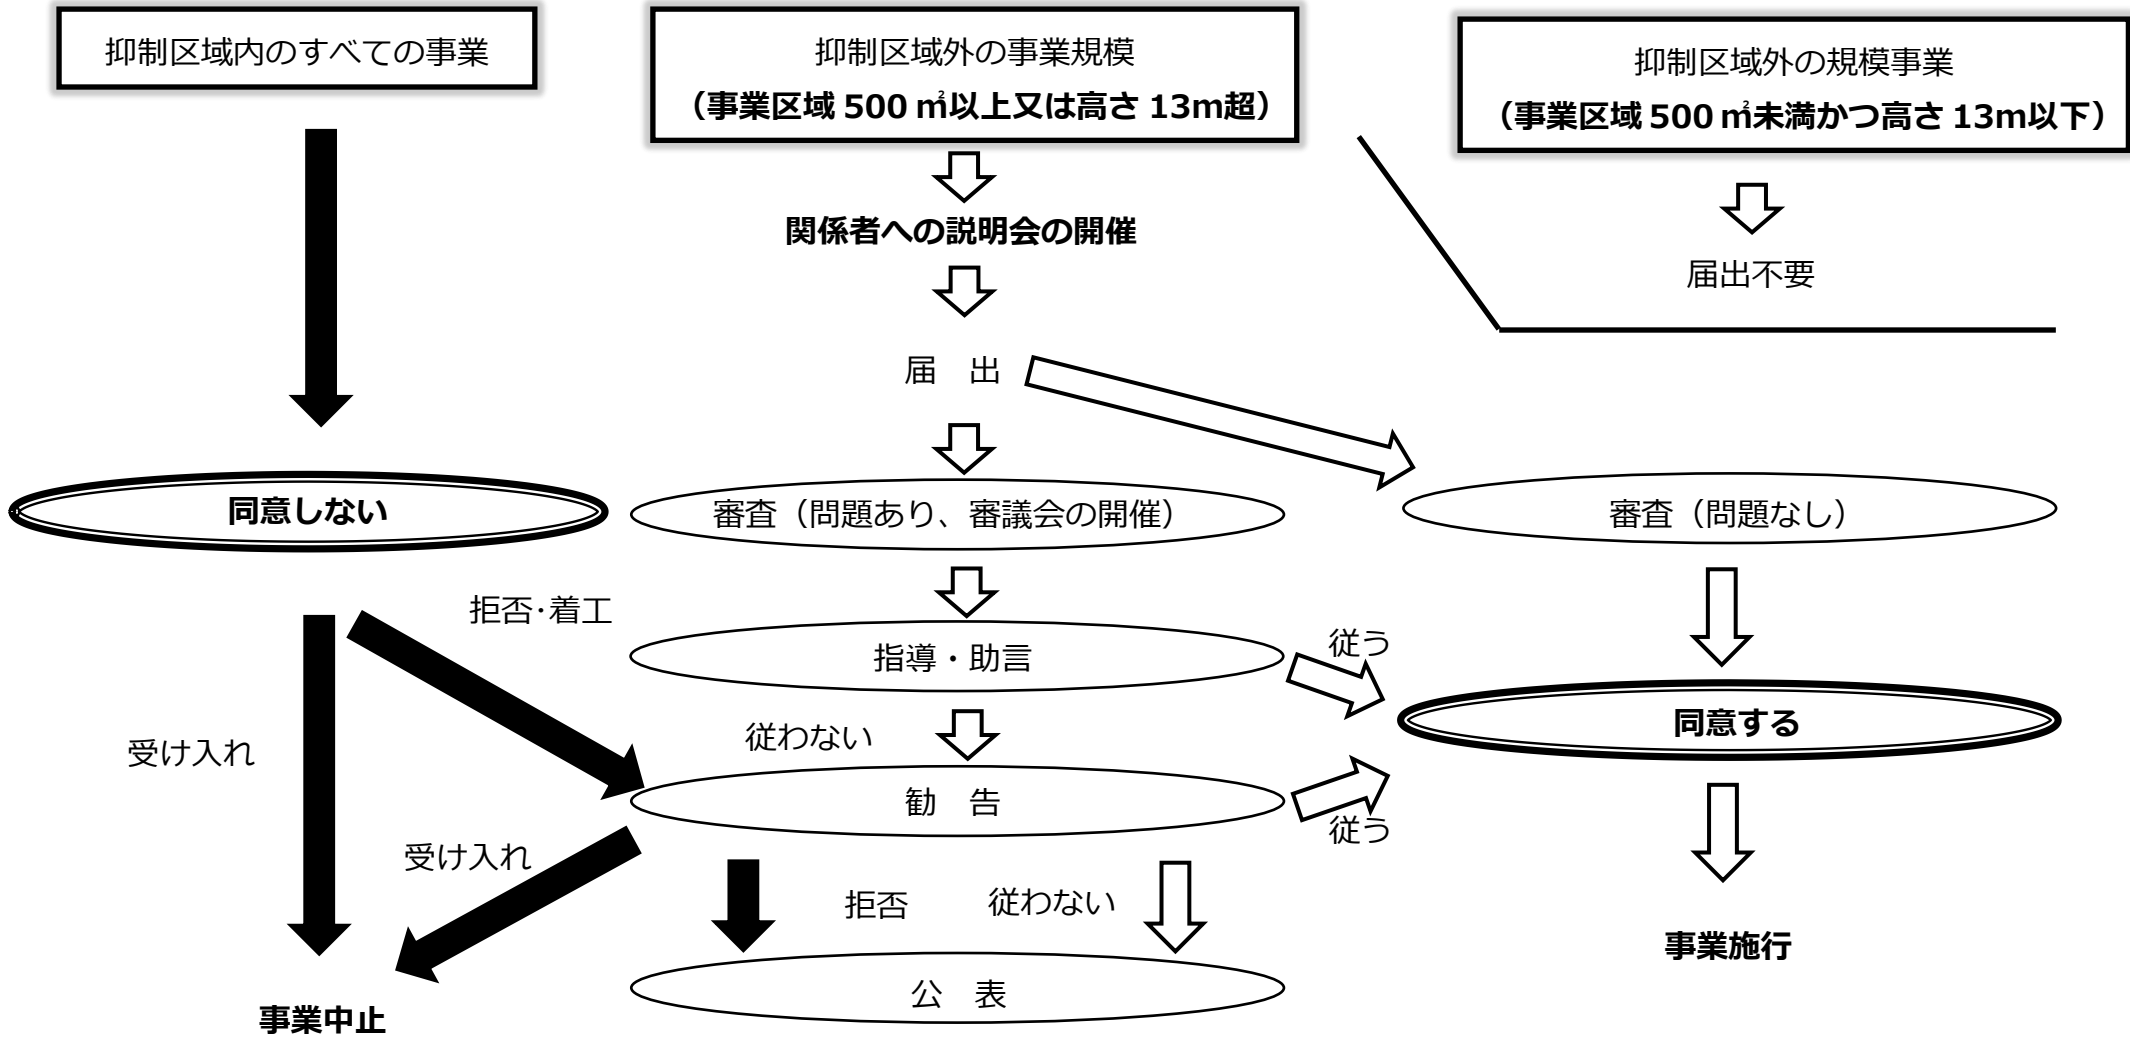 抑制区域内のすべての事業
抑制区域外の事業規模
（事業区域 500 ㎡以上又は高さ 13m超）
抑制区域外の規模事業
（事業区域 500 ㎡未満かつ高さ 13m以下）
関係者への説明会の開催
届出不要
届　出
同意しない
審査（問題あり、審議会の開催）
審査（問題なし）
拒否・着工
指導・助言
従う
受け入れ
従わない
同意する
勧　告
従う
受け入れ
拒否
従わない
事業施行
公　表
事業中止